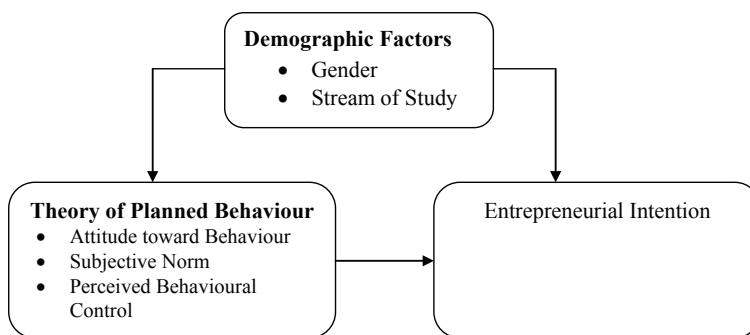 Demographic Factors
• Gender
• Stream of Study
Theory of Planned Behaviour
• Attitude toward Behaviour
• Subjective Norm
• Perceived Behavioural
Control
Entrepreneurial Intention